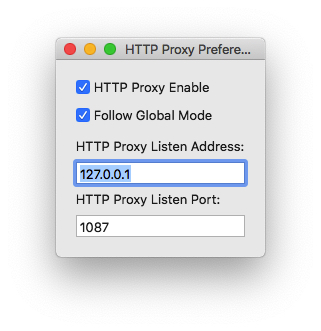 HTTP Proxy Prefere...
HTTP Proxy Enable
Follow Global Mode
HTTP Proxy Listen Address:
127.0.0.1
HTTP Proxy Listen Port:
1087